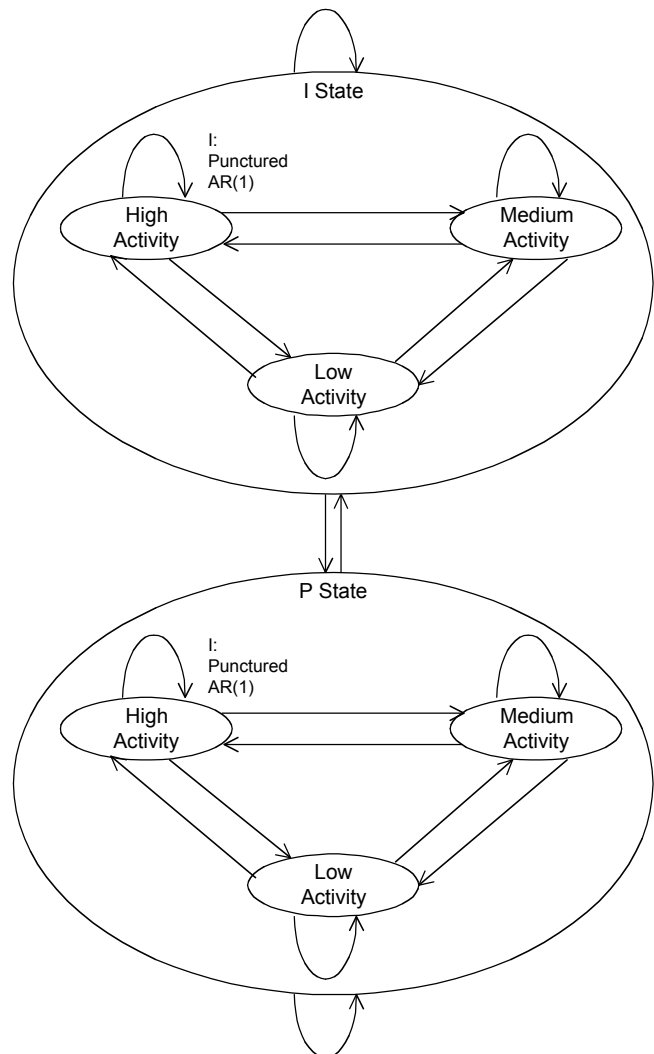 I State
I:
Punctured
AR(1)
High
Activity
Medium
Activity
Low
Activity
P State
I:
Punctured
AR(1)
High
Activity
Medium
Activity
Low
Activity